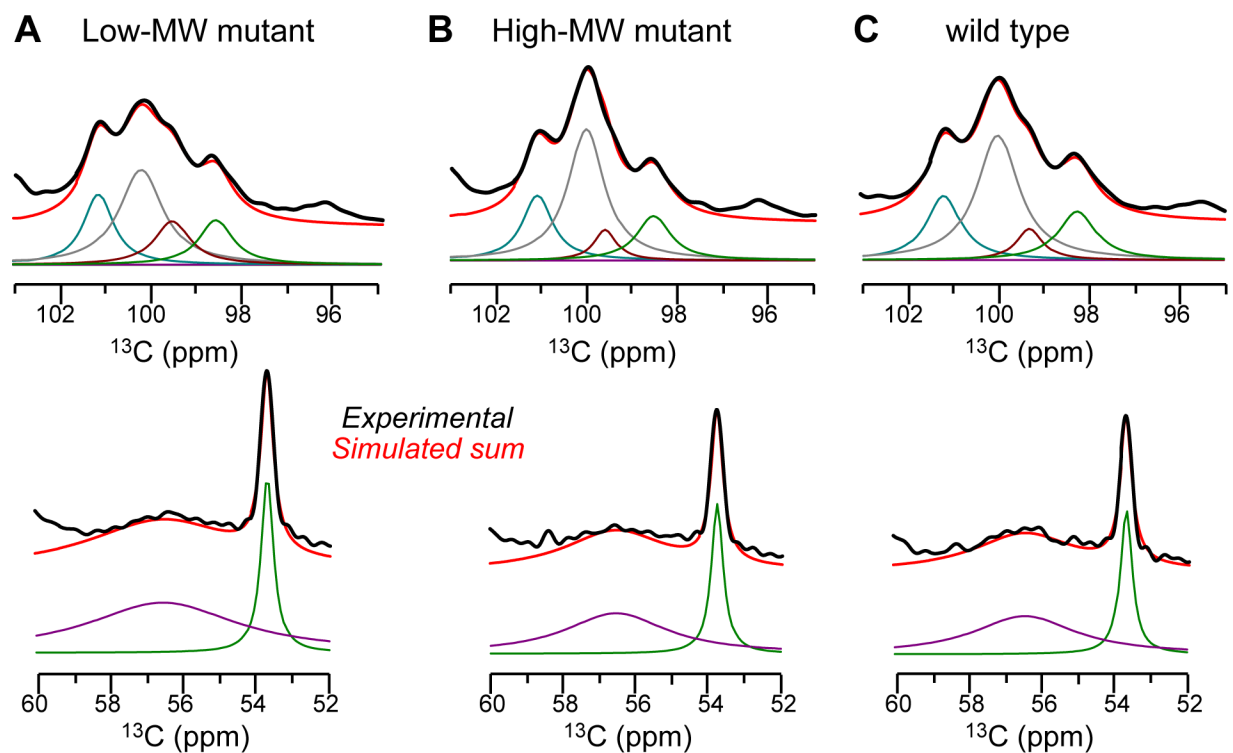 A Low-MW mutant
B High-MW mutant
C wild type
102 100 98 96
102 100 98 96
102 100 98 96
¹³C (ppm)
¹³C (ppm)
¹³C (ppm)
Experimental
Simulated sum
60 58 56 54 52
60 58 56 54 52
60 58 56 54 52
¹³C (ppm)
¹³C (ppm)
¹³C (ppm)